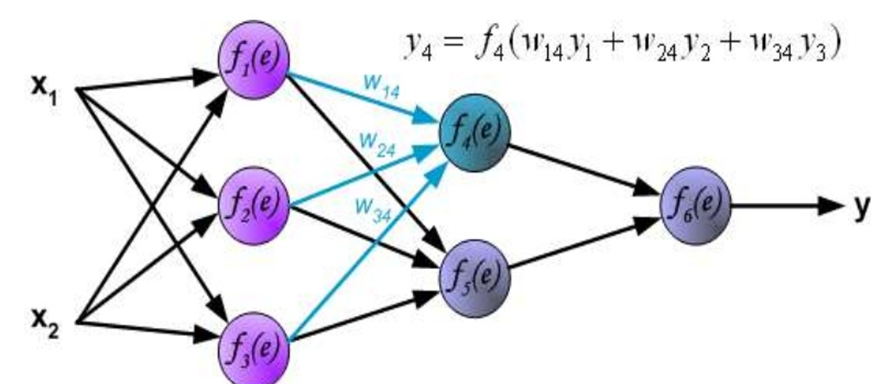 y₄ = f₄(w₁₄y₁ + w₂₄y₂ + w₃₄y₃)
f₁(e)
x₁
w₁₄
f₄(e)
w₂₄
f₂(e)
w₃₄
f₆(e)
y
f₅(e)
x₂
f₃(e)